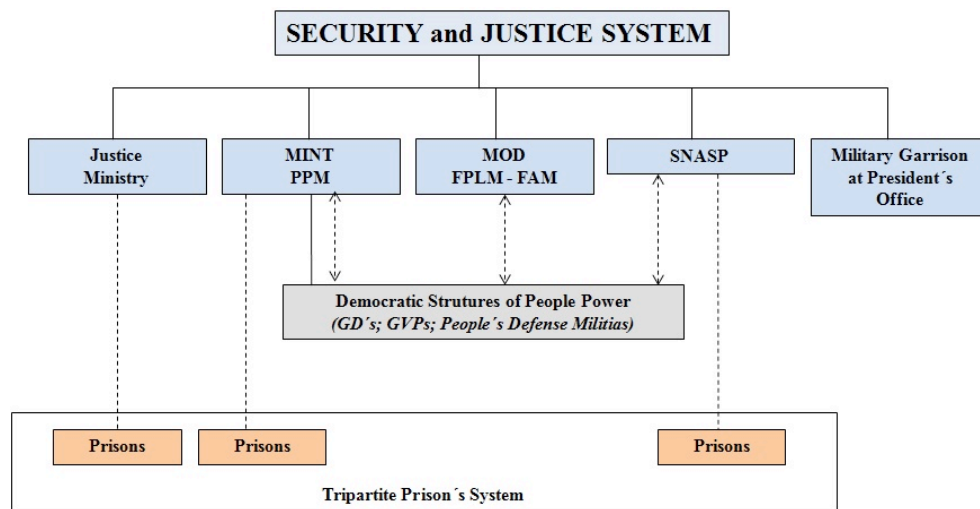 SECURITY and JUSTICE SYSTEM
Justice
Ministry
MINT
PPM
MOD
FPLM - FAM
SNASP
Military Garrison
at President´s
Office
Democratic Strutures of People Power
(GD´s; GVPs; People´s Defense Militias)
Prisons
Prisons
Prisons
Tripartite Prison´s System